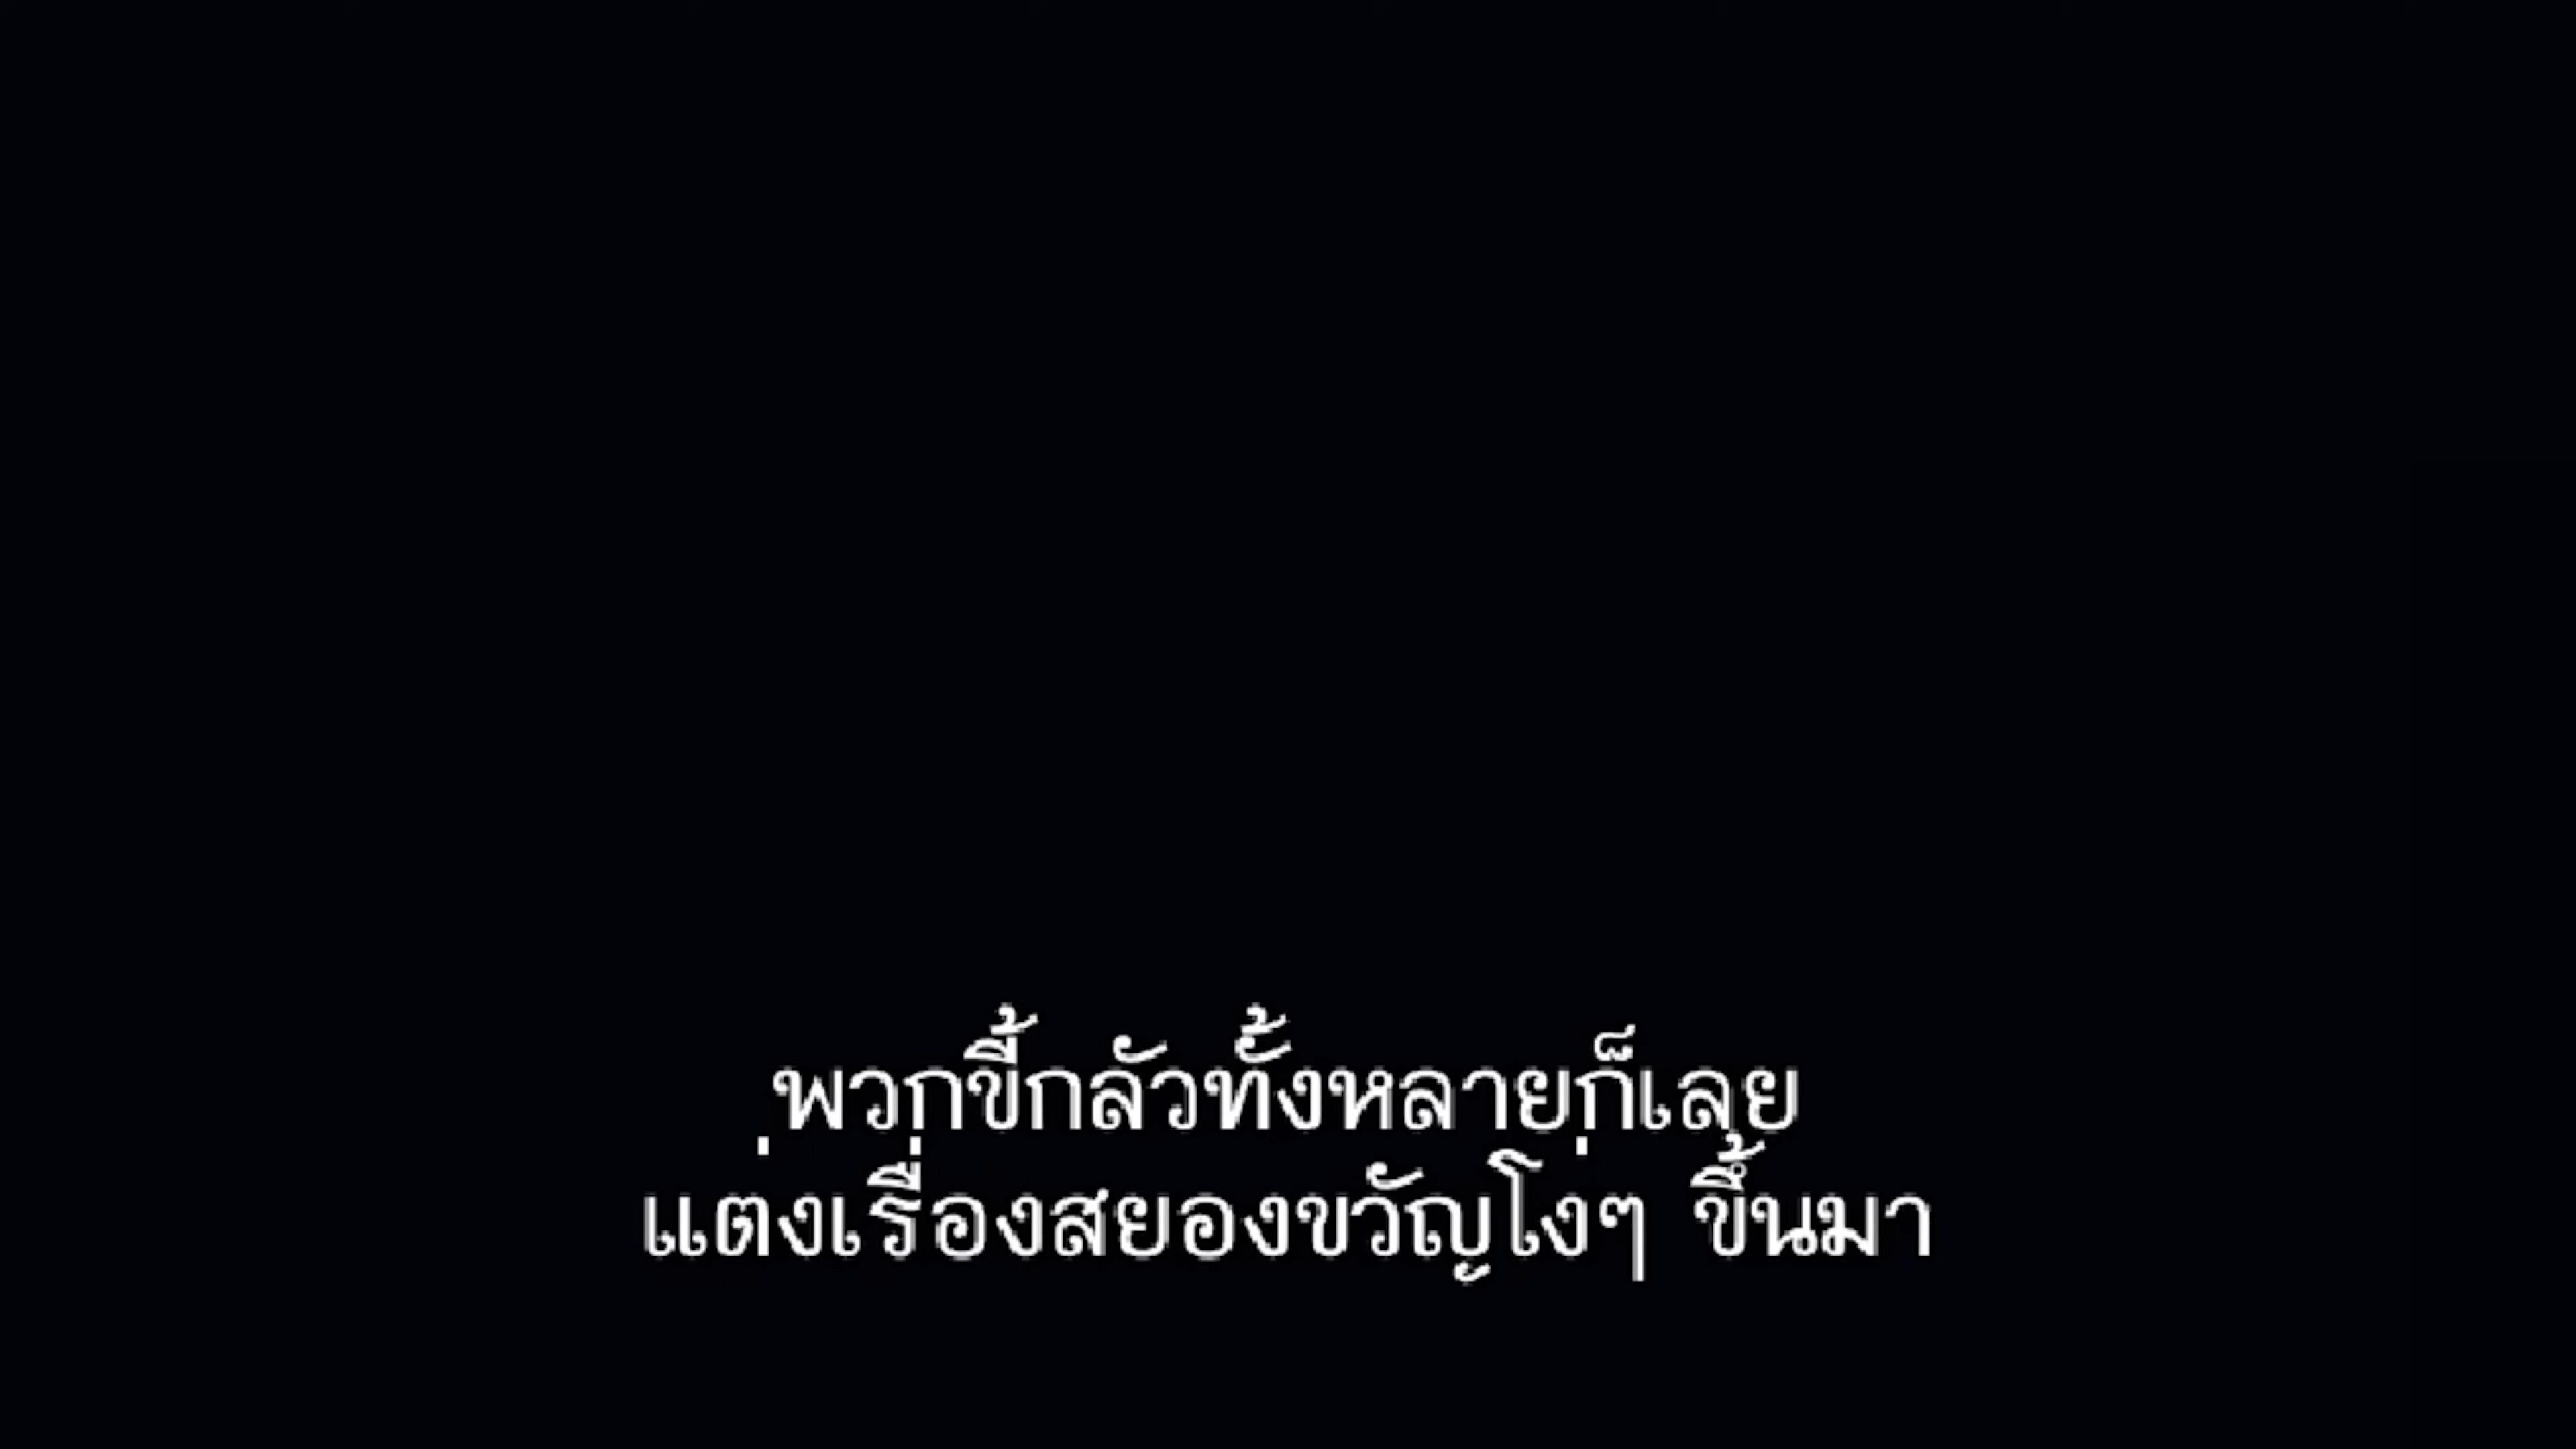 พวกขี้กลัวทั้งหลายก็เลย
แต่งเรื่องสยองขวัญโง่ๆ ขึ้นมา